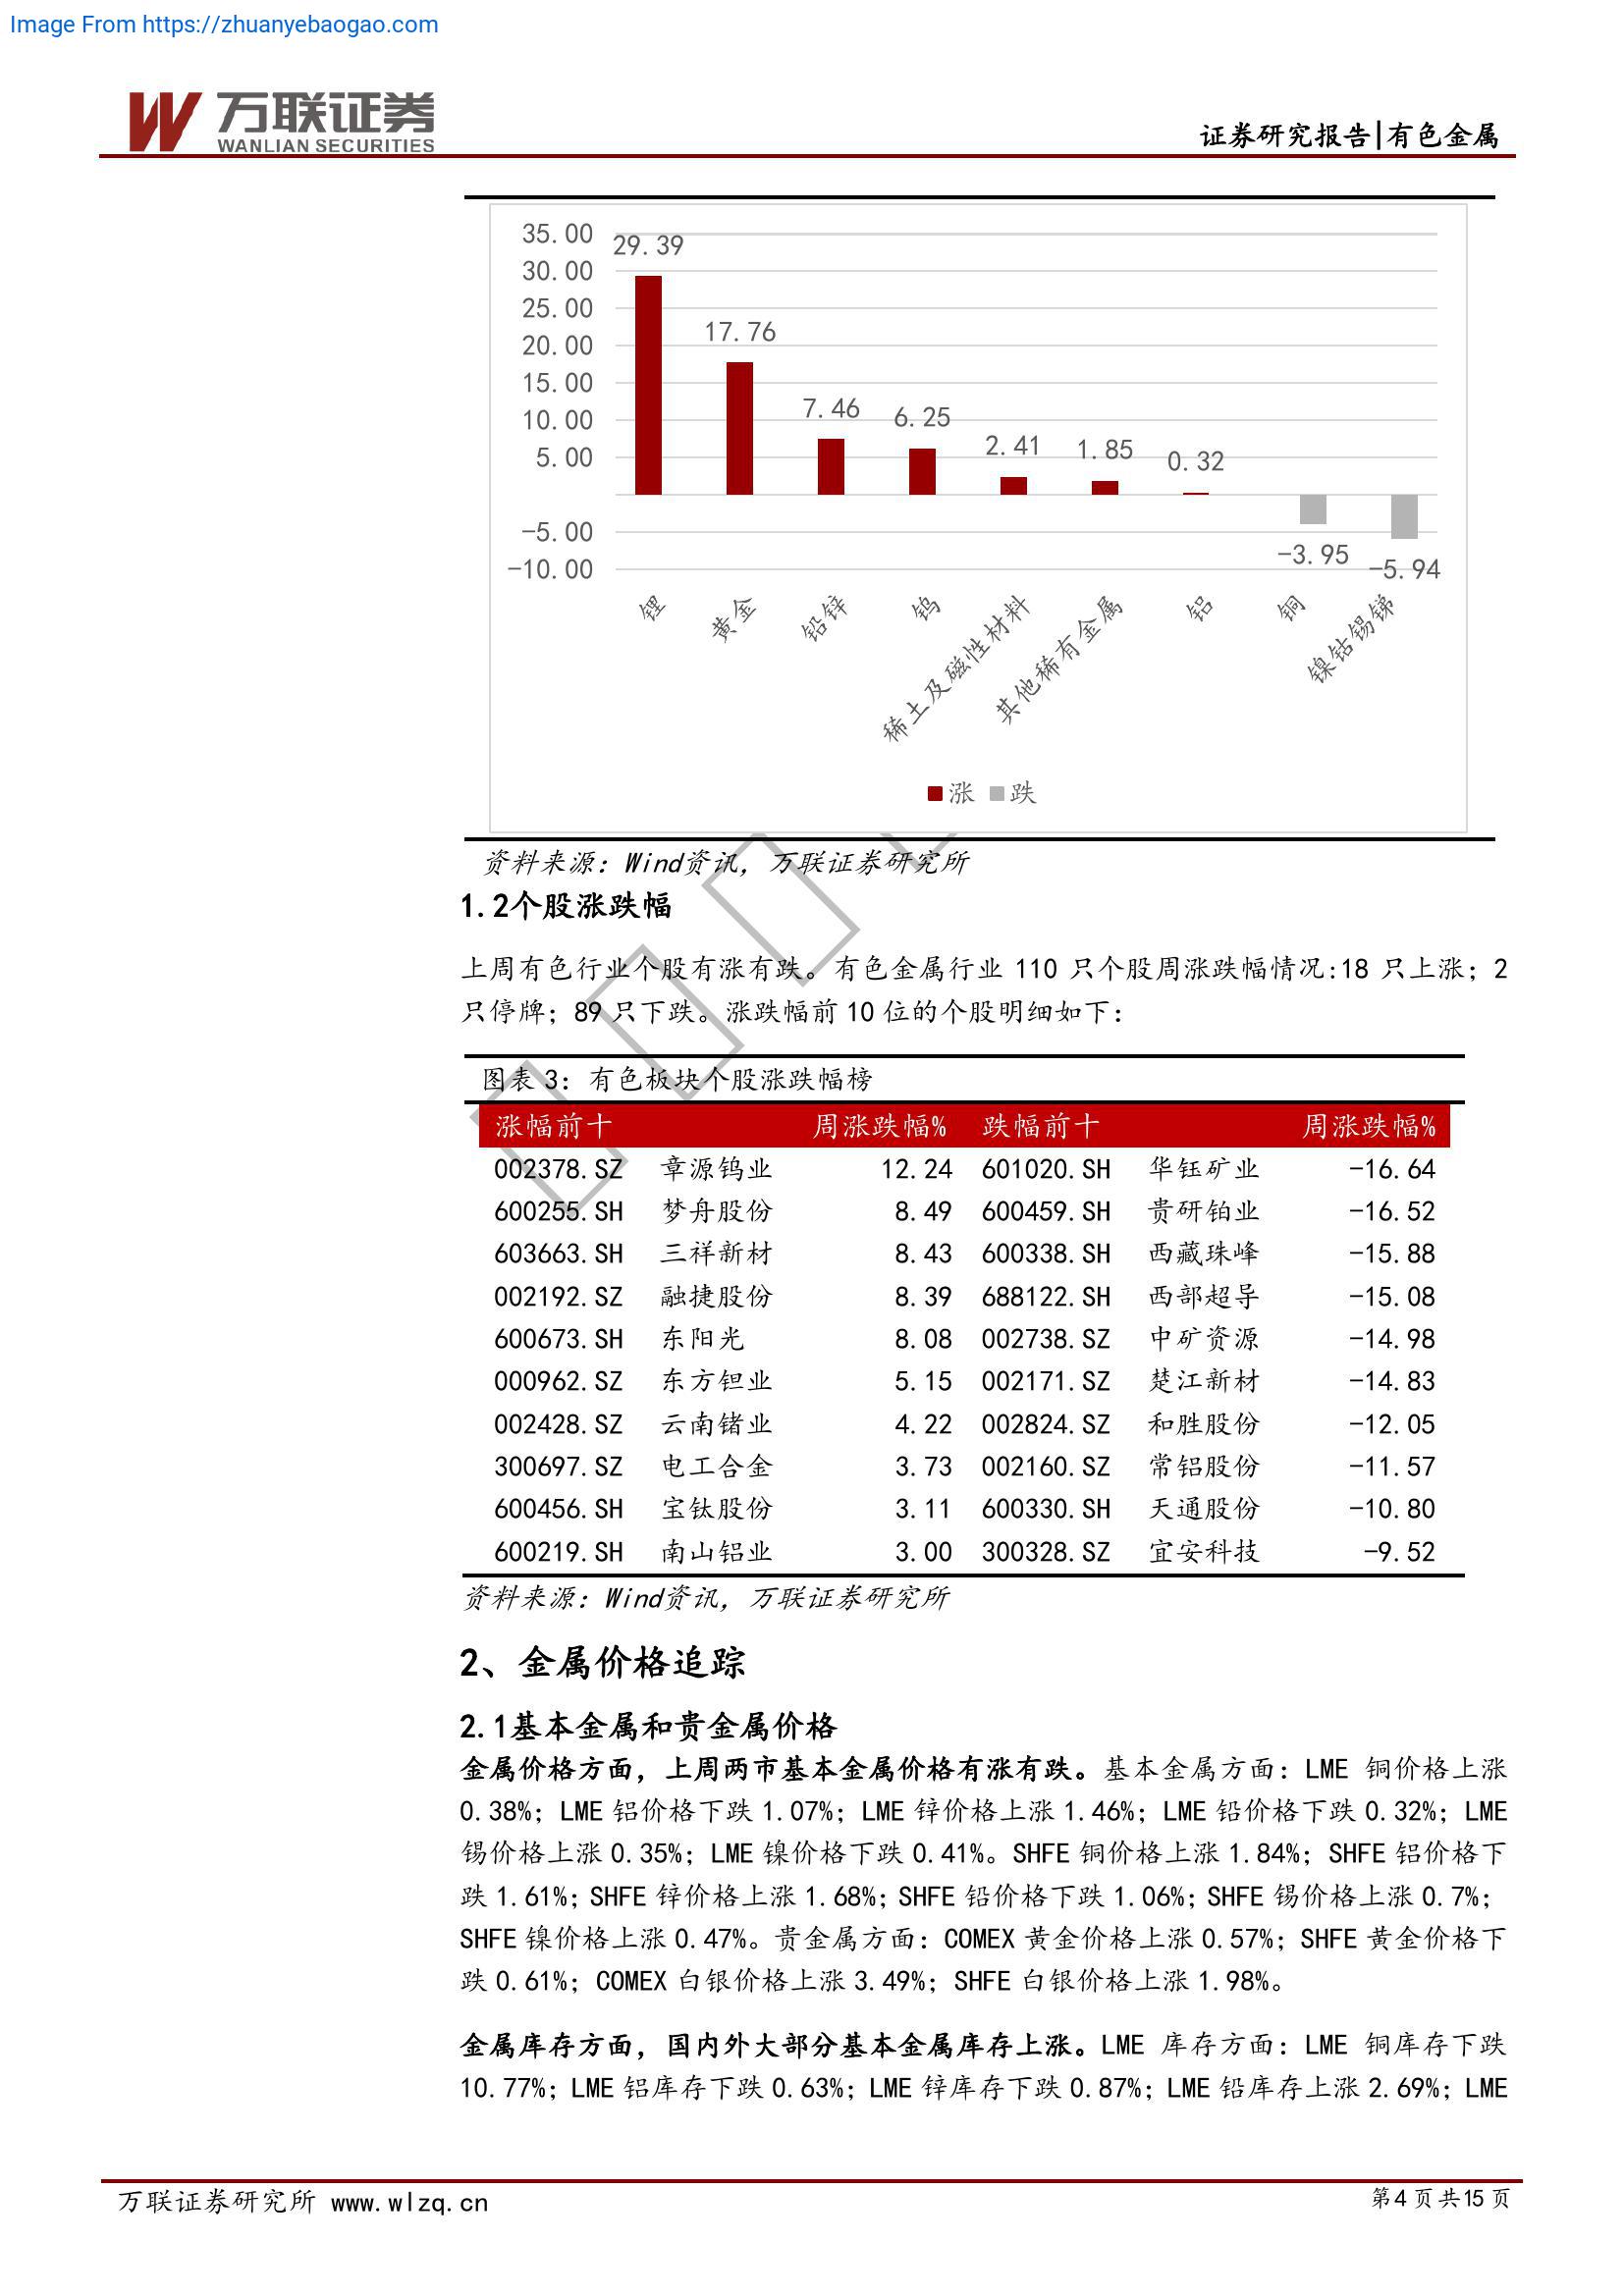 Image From https://zhuanyebaogao.com
万联证券
WANLIAN SECURITIES
证券研究报告|有色金属
35.00
30.00
25.00
20.00
15.00
10.00
5.00
-5.00
-10.00
29.39
17.76
7.46
6.25
2.41
1.85
0.32
-3.95
-5.94
锂
黄金
铅锌
钨
稀土及磁性材料
其他稀有金属
铝
铜
镍钴锡锑
涨 跌
资料来源：Wind资讯，万联证券研究所
1.2个股涨跌幅
上周有色行业个股有涨有跌。有色金属行业 110 只个股周涨跌幅情况:18 只上涨；2
只停牌；89 只下跌。涨跌幅前 10 位的个股明细如下：
图表 3：有色板块个股涨跌幅榜
涨幅前十 周涨跌幅% 跌幅前十 周涨跌幅%
002378.SZ 章源钨业 12.24 601020.SH 华钰矿业 -16.64
600255.SH 梦舟股份 8.49 600459.SH 贵研铂业 -16.52
603663.SH 三祥新材 8.43 600338.SH 西藏珠峰 -15.88
002192.SZ 融捷股份 8.39 688122.SH 西部超导 -15.08
600673.SH 东阳光 8.08 002738.SZ 中矿资源 -14.98
000962.SZ 东方钽业 5.15 002171.SZ 楚江新材 -14.83
002428.SZ 云南锗业 4.22 002824.SZ 和胜股份 -12.05
300697.SZ 电工合金 3.73 002160.SZ 常铝股份 -11.57
600456.SH 宝钛股份 3.11 600330.SH 天通股份 -10.80
600219.SH 南山铝业 3.00 300328.SZ 宜安科技 -9.52
资料来源：Wind资讯，万联证券研究所
2、金属价格追踪
2.1基本金属和贵金属价格
金属价格方面，上周两市基本金属价格有涨有跌。基本金属方面：LME 铜价格上涨
0.38%；LME 铝价格下跌 1.07%；LME 锌价格上涨 1.46%；LME 铅价格下跌 0.32%；LME
锡价格上涨 0.35%；LME 镍价格下跌 0.41%。SHFE 铜价格上涨 1.84%；SHFE 铝价格下
跌 1.61%；SHFE 锌价格上涨 1.68%；SHFE 铅价格下跌 1.06%；SHFE 锡价格上涨 0.7%；
SHFE 镍价格上涨 0.47%。贵金属方面：COMEX 黄金价格上涨 0.57%；SHFE 黄金价格下
跌 0.61%；COMEX 白银价格上涨 3.49%；SHFE 白银价格上涨 1.98%。
金属库存方面，国内外大部分基本金属库存上涨。LME 库存方面：LME 铜库存下跌
10.77%；LME 铝库存下跌 0.63%；LME 锌库存下跌 0.87%；LME 铅库存上涨 2.69%；LME
万联证券研究所 www.wlzq.cn
第4页共15页